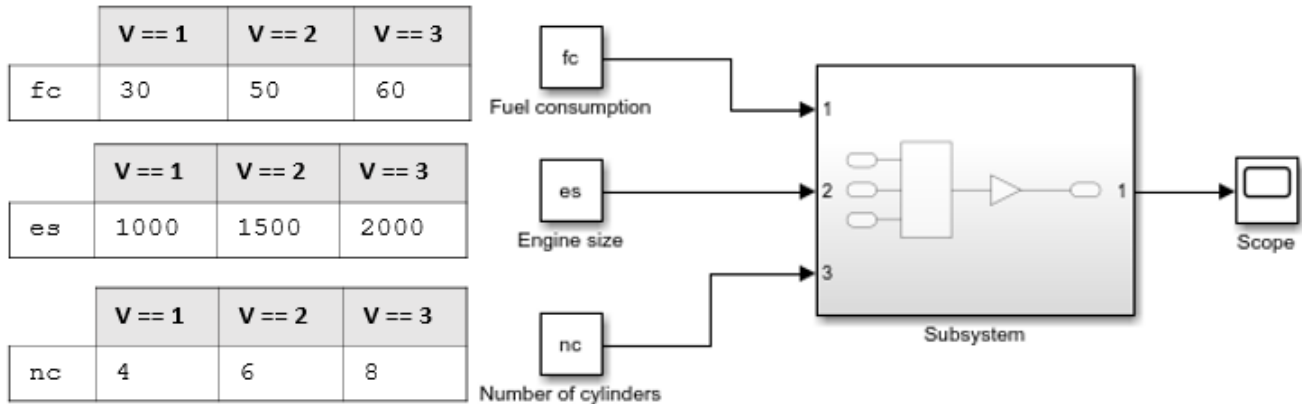 V == 1 V == 2 V == 3
fc 30 50 60
V == 1 V == 2 V == 3
es 1000 1500 2000
V == 1 V == 2 V == 3
nc 4 6 8
fc
Fuel consumption
es
Engine size
nc
Number of cylinders
1
2
3
1
Subsystem
Scope